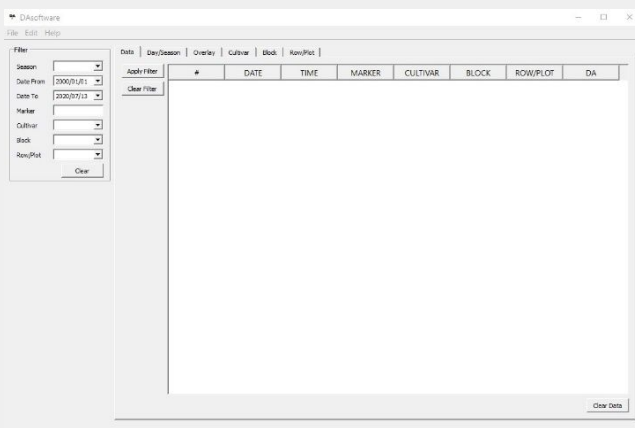 DAsoftware
File Edit Help
Filter
Season
Date From 2000/01/01
Date To 2020/07/13
Marker
Cultivar
Block
Row/Plot
Clear
Data Day/Season Overlay Cultivar Block Row/Plot
Apply Filter
Clear Filter
# DATE TIME MARKER CULTIVAR BLOCK ROW/PLOT DA
Clear Data